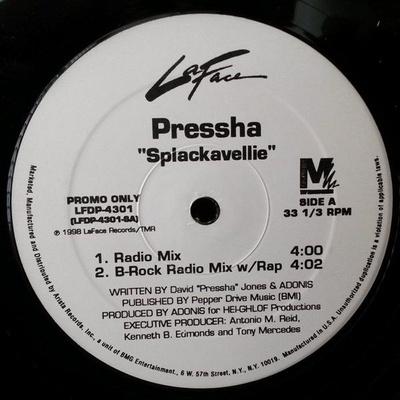 LaFace
Pressha
"Spiackavellie"
PROMO ONLY
LFDP-4301
(LFDP-4301-SA)
℗ 1998 LaFace Records/TMR
M
SIDE A
33 1/3 RPM
1. Radio Mix 4:00
2. B-Rock Radio Mix w/Rap 4:02
WRITTEN BY David "Pressha" Jones & ADONIS
PUBLISHED BY Pepper Drive Music (BMI)
PRODUCED BY ADONIS for HEI-GHLOF Productions
EXECUTIVE PRODUCER: Antonio M. Reid,
Kenneth B. Edmonds and Tony Mercedes
Marketed, Manufactured and Distributed by Arista Records, Inc., a unit of BMG Entertainment., 6 W. 57th Street, N.Y., N.Y. 10019. Manufactured in U.S.A. Unauthorized duplication is a violation of applicable laws.